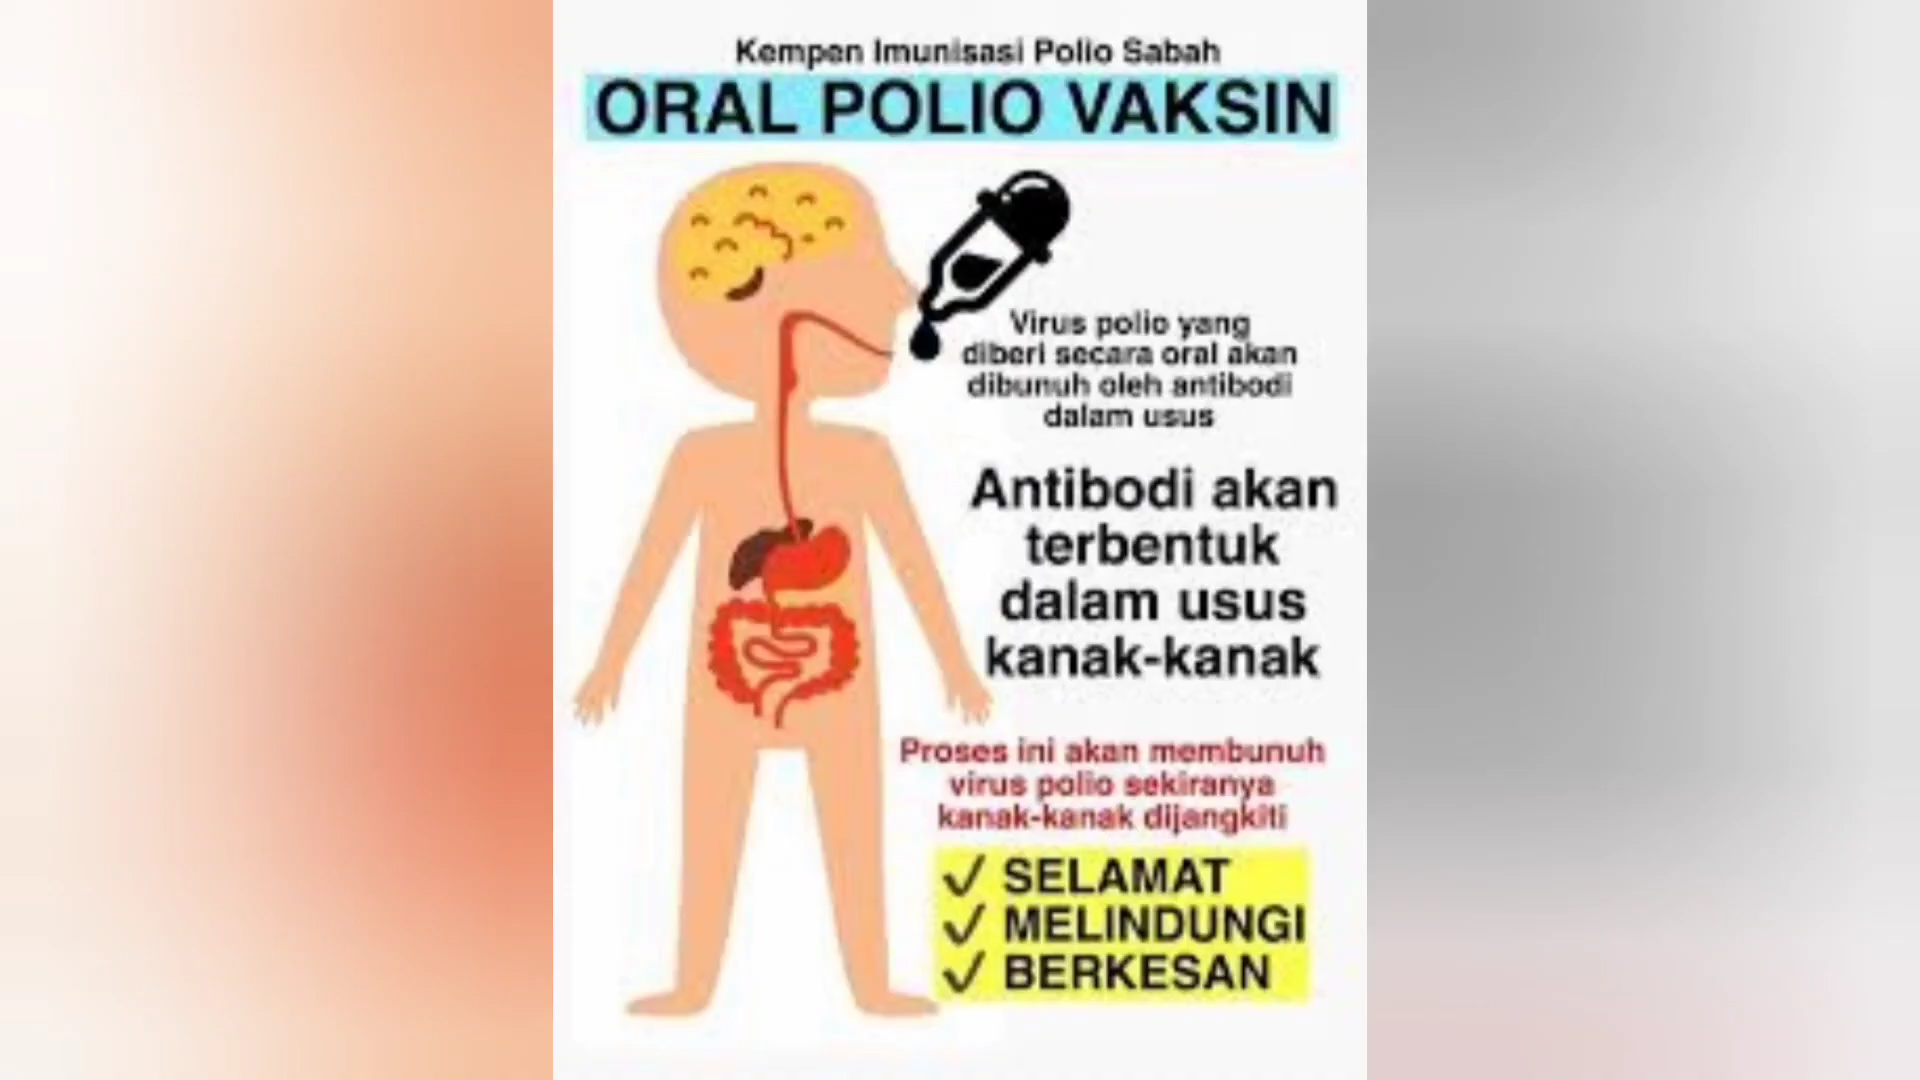 Kempen Imunisasi Polio Sabah
ORAL POLIO VAKSIN
Virus polio yang
diberi secara oral akan
dibunuh oleh antibodi
dalam usus
Antibodi akan
terbentuk
dalam usus
kanak-kanak
Proses ini akan membunuh
virus polio sekiranya
kanak-kanak dijangkiti
✓ SELAMAT
✓ MELINDUNGI
✓ BERKESAN